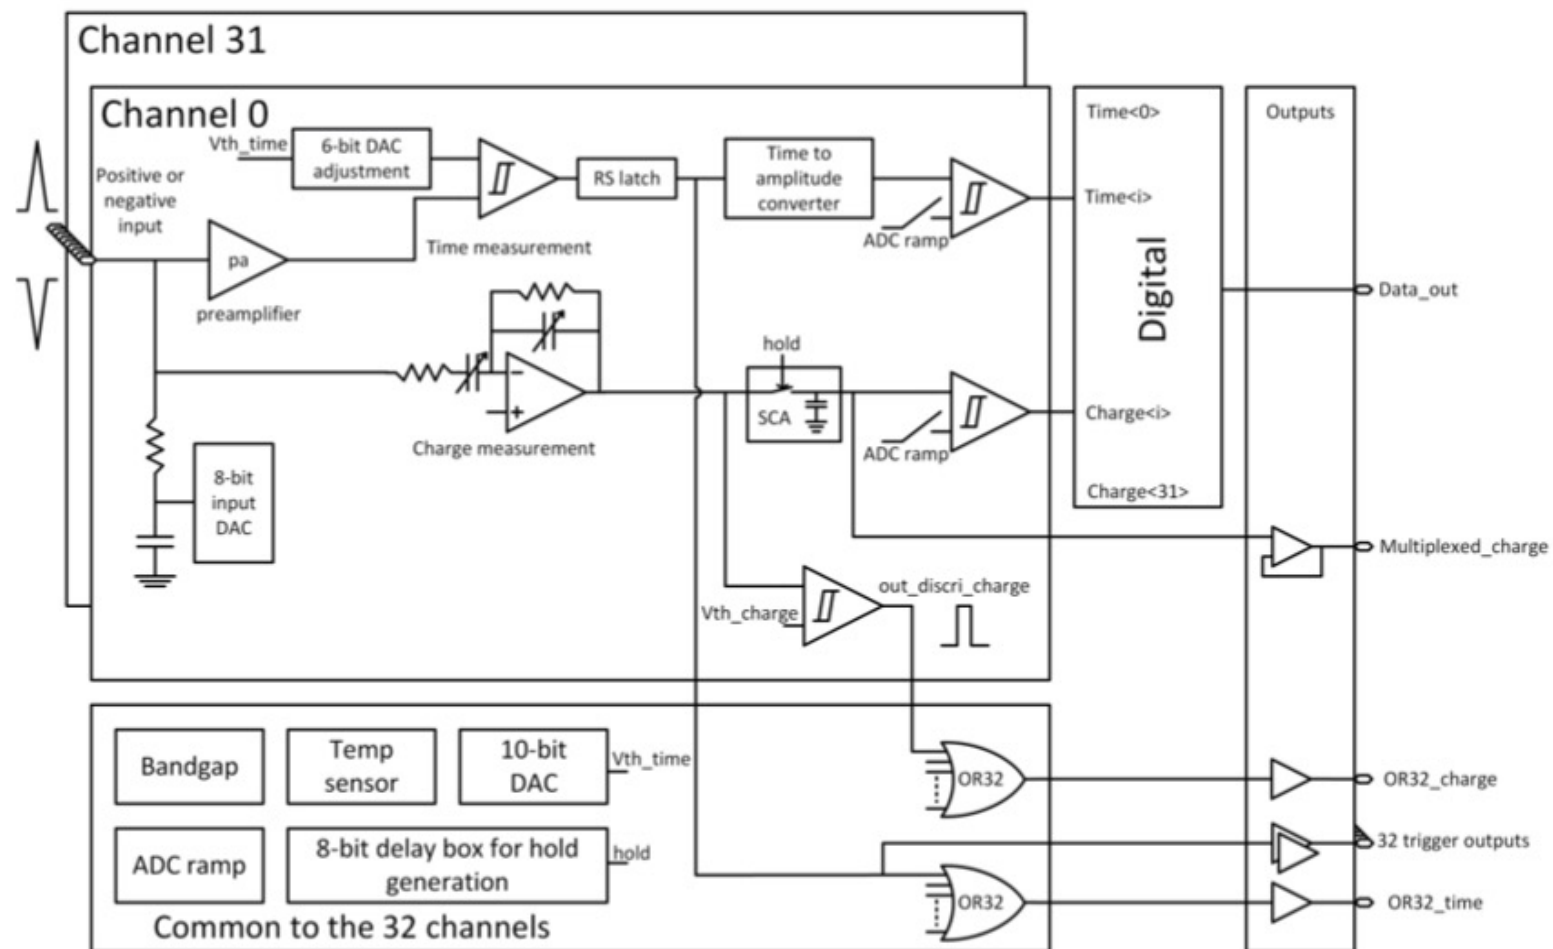 Channel 31
Channel 0
Vth_time
6-bit DAC
adjustment
RS latch
Time to
amplitude
converter
ADC ramp
Positive or
negative
input
pa
preamplifier
Time measurement
hold
SCA
−
+
Charge measurement
ADC ramp
8-bit
input
DAC
Vth_charge
out_discri_charge
Time<0>
Time<i>
Digital
Charge<i>
Charge<31>
Outputs
Data_out
Multiplexed_charge
Bandgap
Temp
sensor
10-bit
DAC
Vth_time
ADC ramp
8-bit delay box for hold
generation
hold
Common to the 32 channels
OR32
OR32
OR32_charge
32 trigger outputs
OR32_time